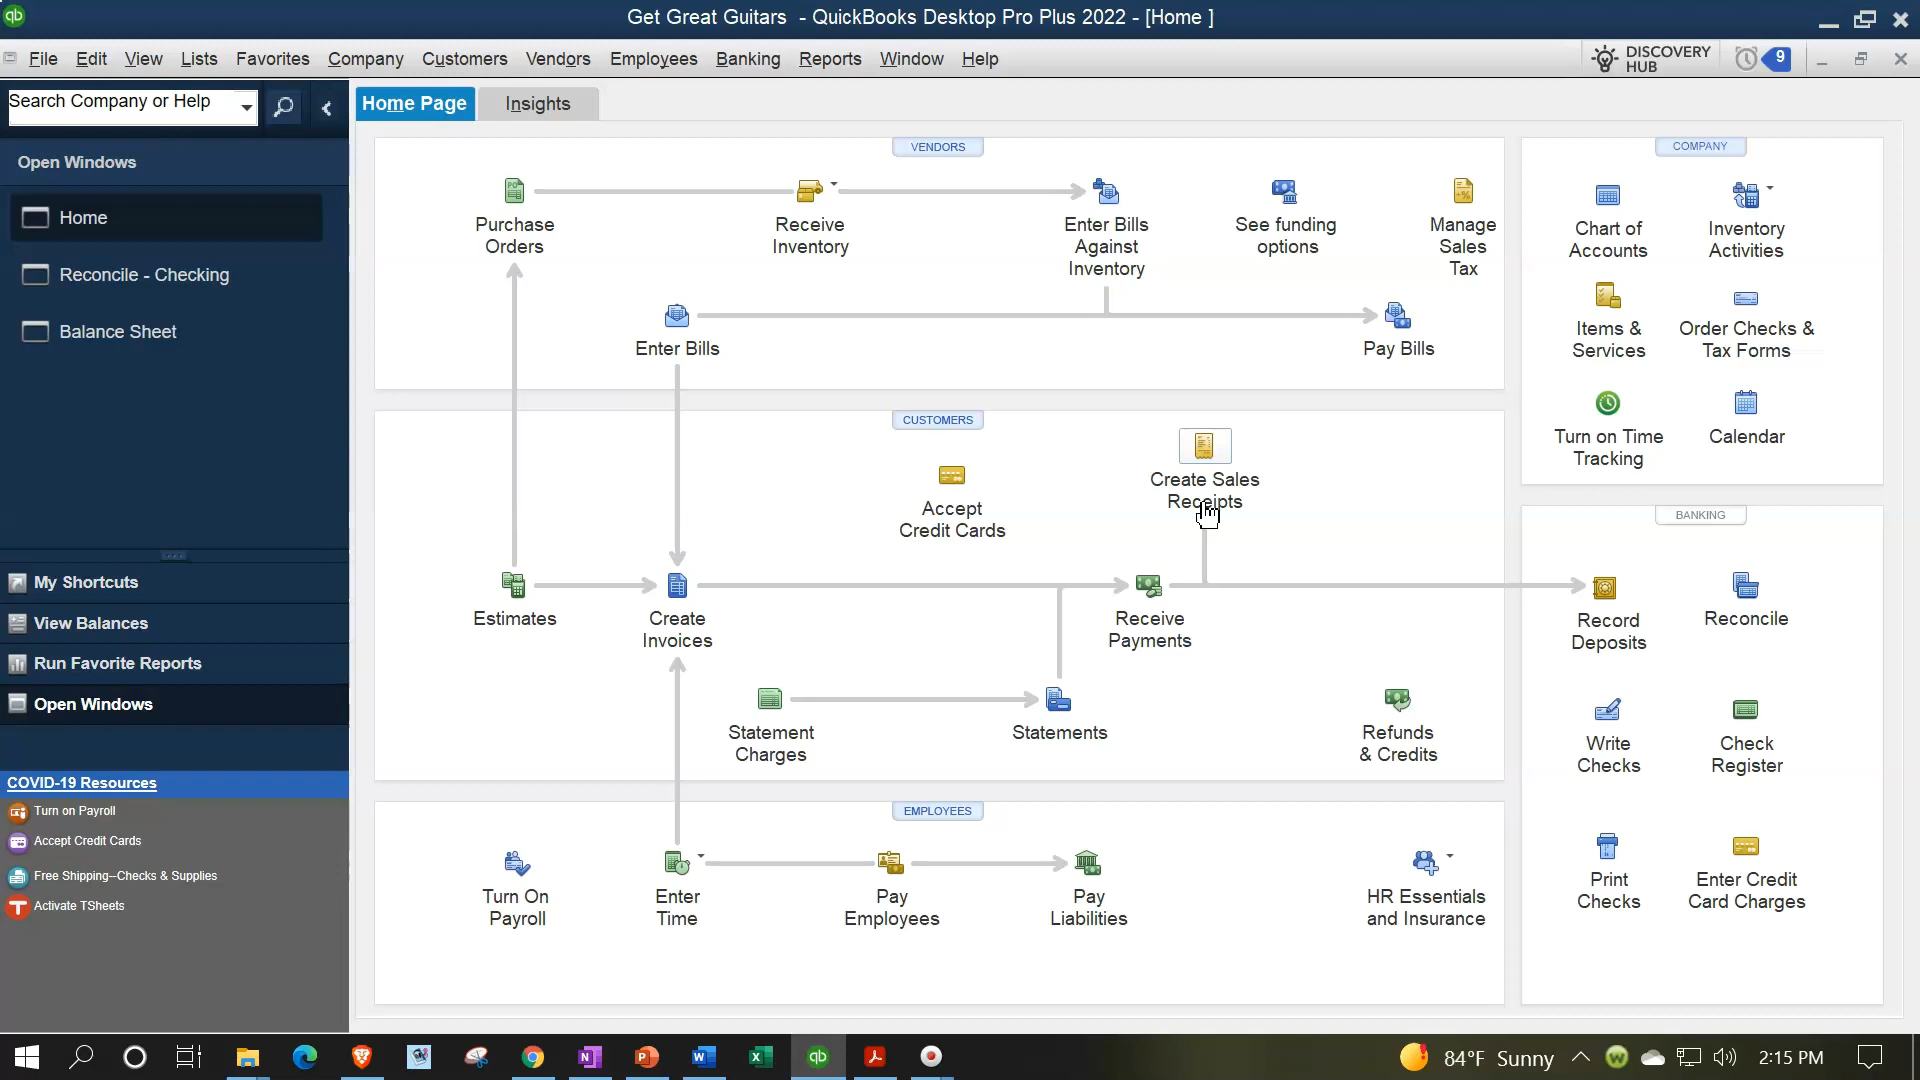 qb
Get Great Guitars - QuickBooks Desktop Pro Plus 2022 - [Home ]
File Edit View Lists Favorites Company Customers Vendors Employees Banking Reports Window Help
DISCOVERY
HUB
9
Search Company or Help
Home Page
Insights
Open Windows
Home
Reconcile - Checking
Balance Sheet
My Shortcuts
View Balances
Run Favorite Reports
Open Windows
COVID-19 Resources
Turn on Payroll
Accept Credit Cards
Free Shipping--Checks & Supplies
Activate TSheets
VENDORS
PO
Purchase
Orders
Receive
Inventory
Enter Bills
Against
Inventory
See funding
options
Manage
Sales
Tax
Enter Bills
Pay Bills
CUSTOMERS
Accept
Credit Cards
Create Sales
Receipts
Estimates
Create
Invoices
Receive
Payments
Statement
Charges
Statements
Refunds
& Credits
EMPLOYEES
Turn On
Payroll
Enter
Time
Pay
Employees
Pay
Liabilities
HR Essentials
and Insurance
COMPANY
Chart of
Accounts
Inventory
Activities
Items &
Services
Order Checks &
Tax Forms
Turn on Time
Tracking
Calendar
BANKING
Record
Deposits
Reconcile
Write
Checks
Check
Register
Print
Checks
Enter Credit
Card Charges
84°F Sunny
2:15 PM